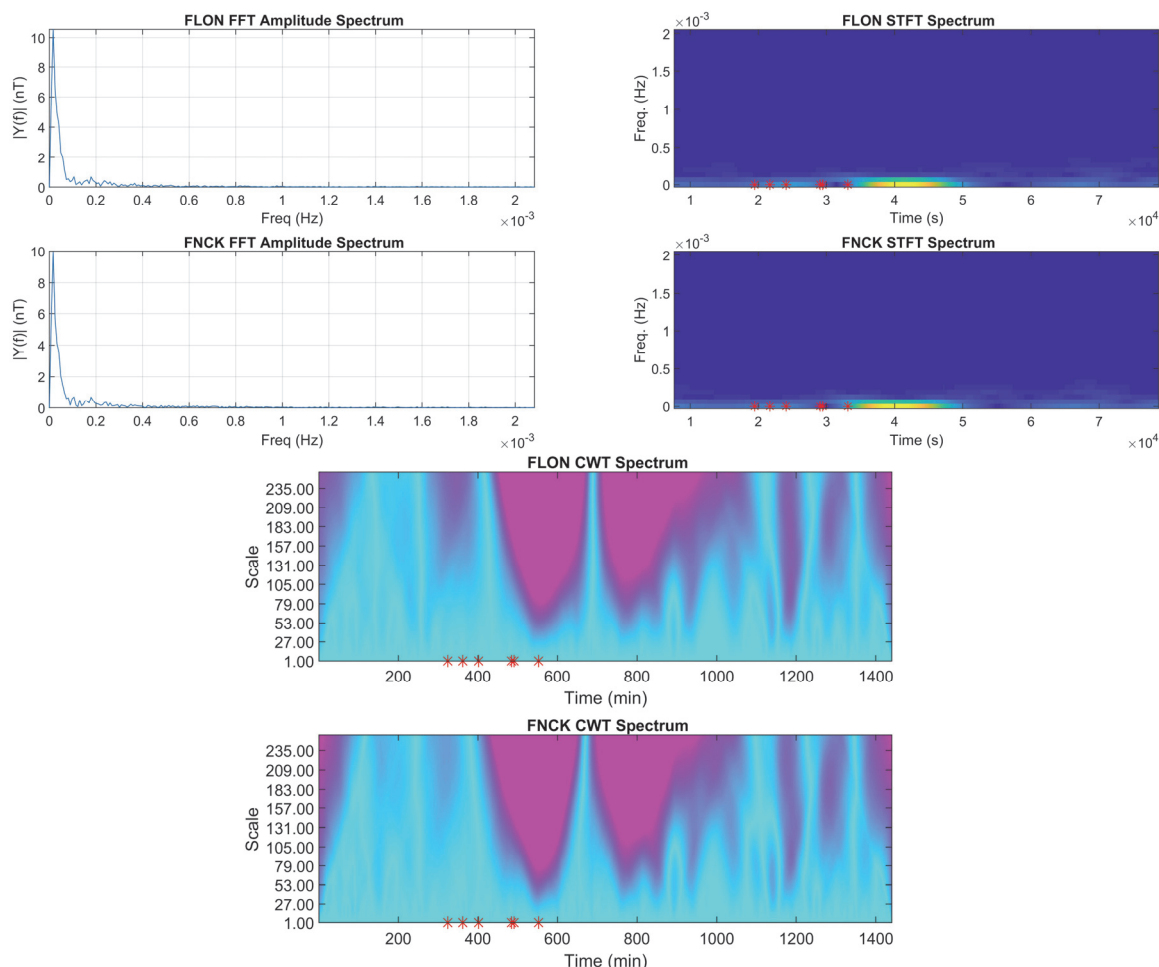 FLON FFT Amplitude Spectrum
10
8
6
4
2
0
|Y(f)| (nT)
0 0.2 0.4 0.6 0.8 1 1.2 1.4 1.6 1.8 2
Freq (Hz)
×10⁻³
FLON STFT Spectrum
×10⁻³
2
1.5
1
0.5
0
Freq. (Hz)
1 2 3 4 5 6 7
Time (s)
×10⁴
FNCK FFT Amplitude Spectrum
10
8
6
4
2
0
|Y(f)| (nT)
0 0.2 0.4 0.6 0.8 1 1.2 1.4 1.6 1.8 2
Freq (Hz)
×10⁻³
FNCK STFT Spectrum
×10⁻³
2
1.5
1
0.5
0
Freq. (Hz)
1 2 3 4 5 6 7
Time (s)
×10⁴
FLON CWT Spectrum
235.00
209.00
183.00
157.00
131.00
105.00
79.00
53.00
27.00
1.00
Scale
200 400 600 800 1000 1200 1400
Time (min)
FNCK CWT Spectrum
235.00
209.00
183.00
157.00
131.00
105.00
79.00
53.00
27.00
1.00
Scale
200 400 600 800 1000 1200 1400
Time (min)